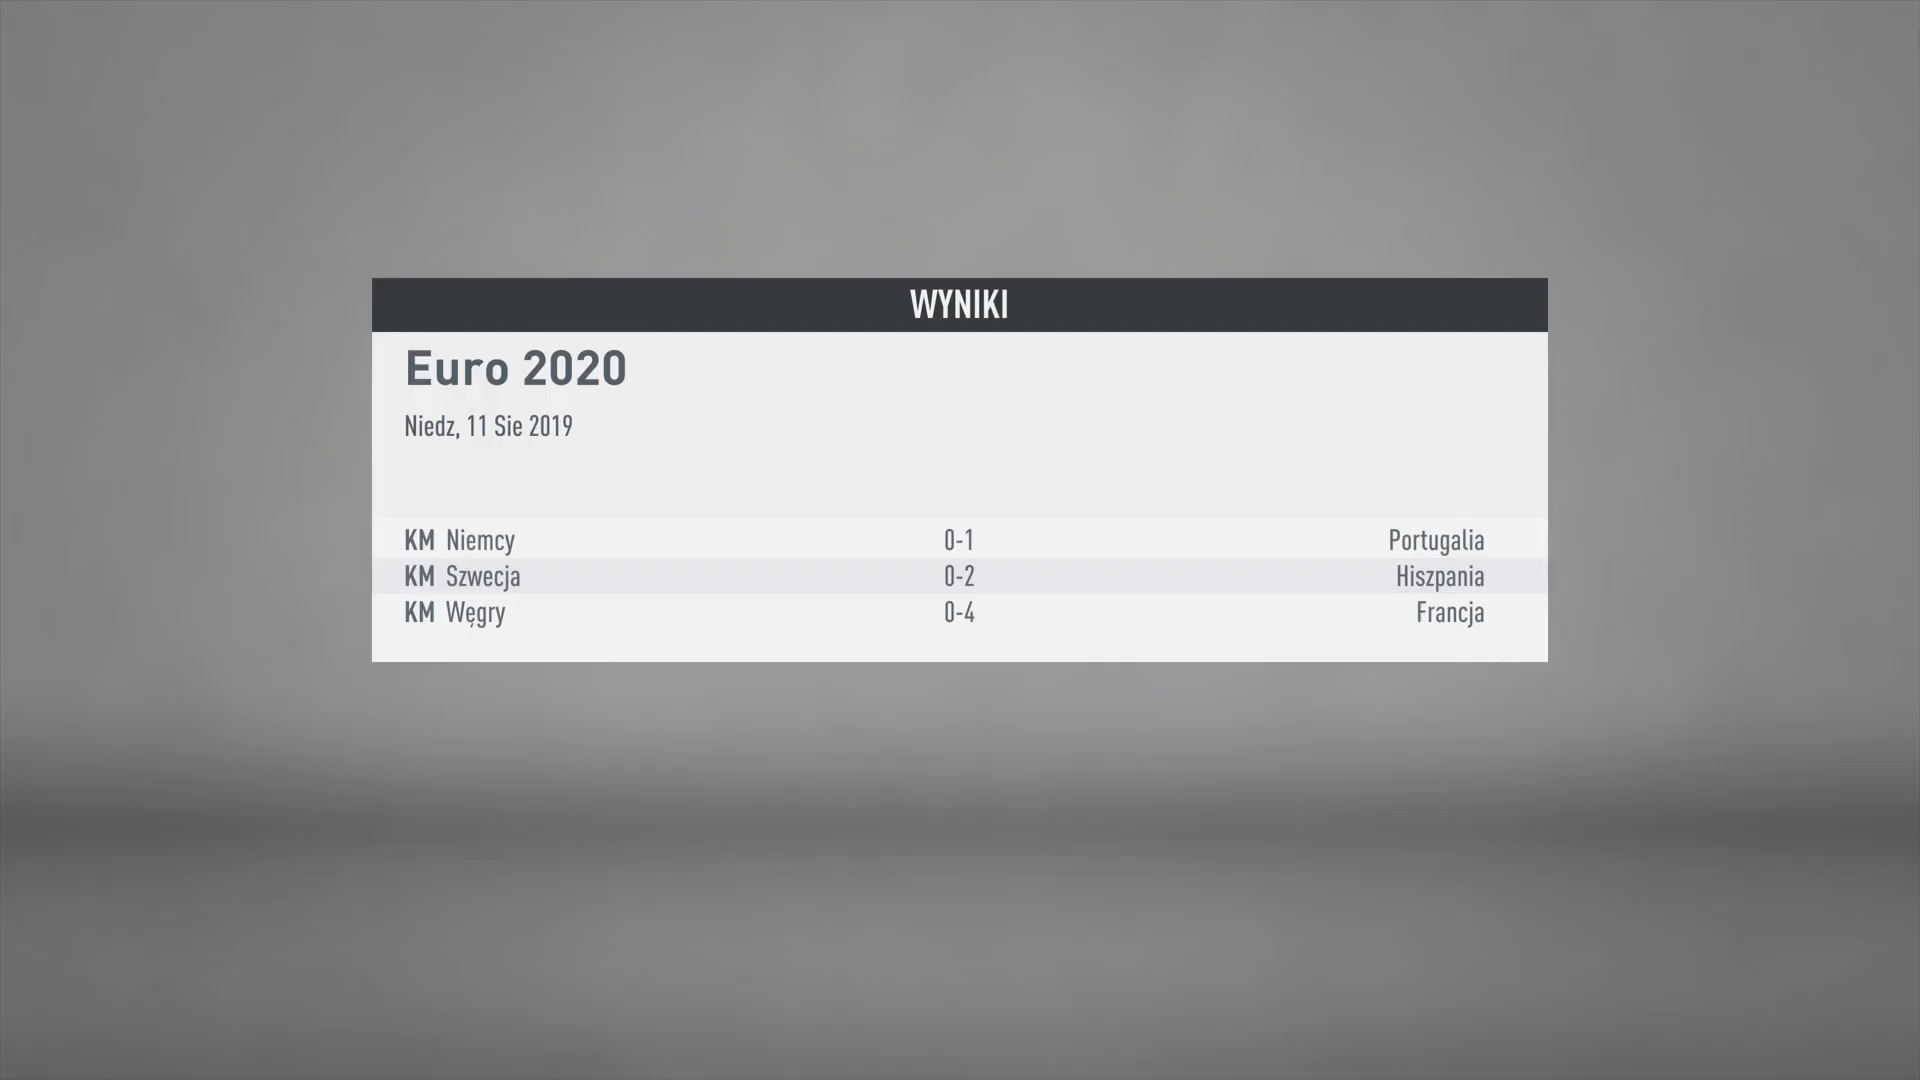 WYNIKI
Euro 2020
Niedz, 11 Sie 2019
KM Niemcy 0-1 Portugalia
KM Szwecja 0-2 Hiszpania
KM Węgry 0-4 Francja